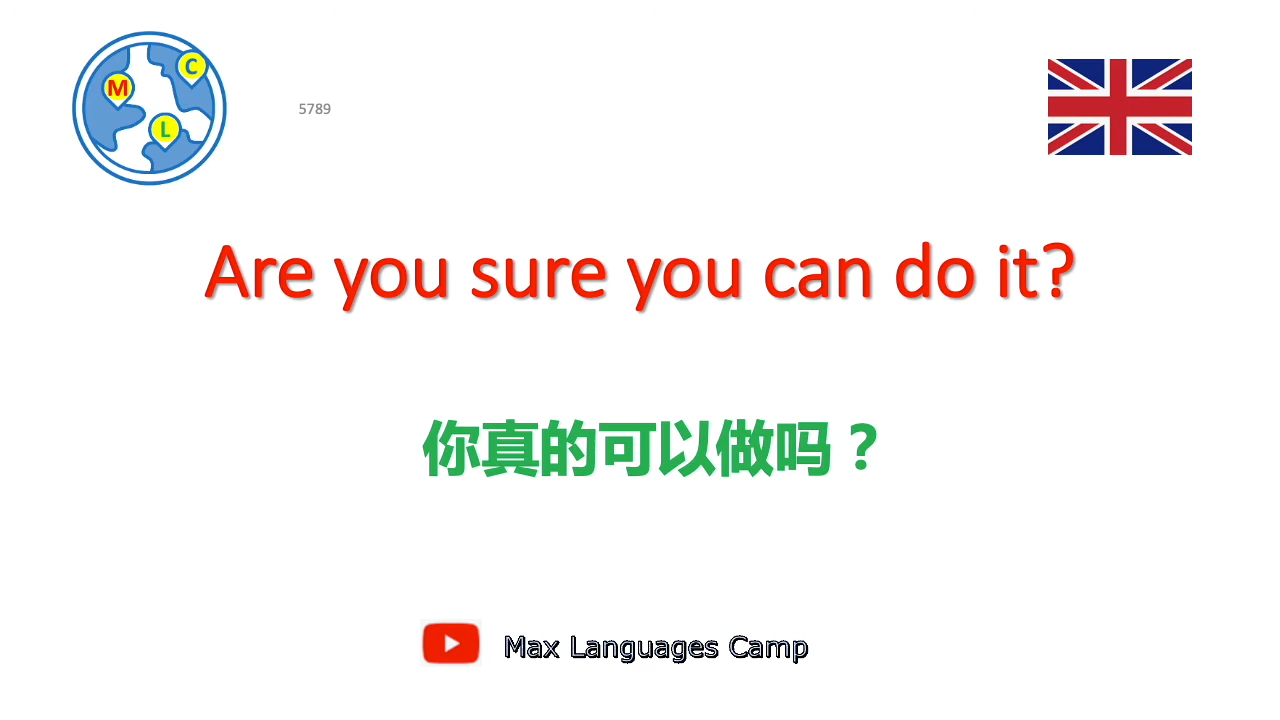 M
C
L
5789
Are you sure you can do it?
你真的可以做吗？
Max Languages Camp